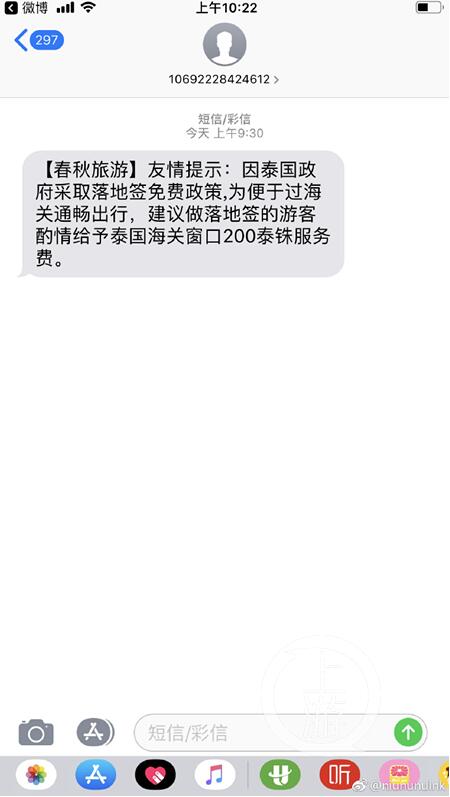 微博
上午10:22
297
10692228424612
短信/彩信
今天 上午9:30
【春秋旅游】友情提示：因泰国政
府采取落地签免费政策,为便于过海
关通畅出行，建议做落地签的游客
酌情给予泰国海关窗口200泰铢服务
费。
上游
短信/彩信
听
@niuhunulink